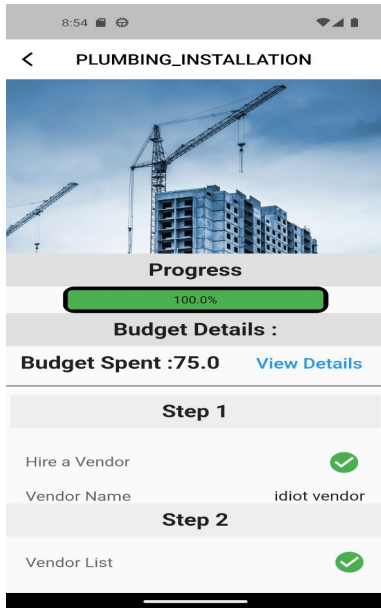 8:54
PLUMBING_INSTALLATION
Progress
100.0%
Budget Details :
Budget Spent :75.0 View Details
Step 1
Hire a Vendor
Vendor Name idiot vendor
Step 2
Vendor List